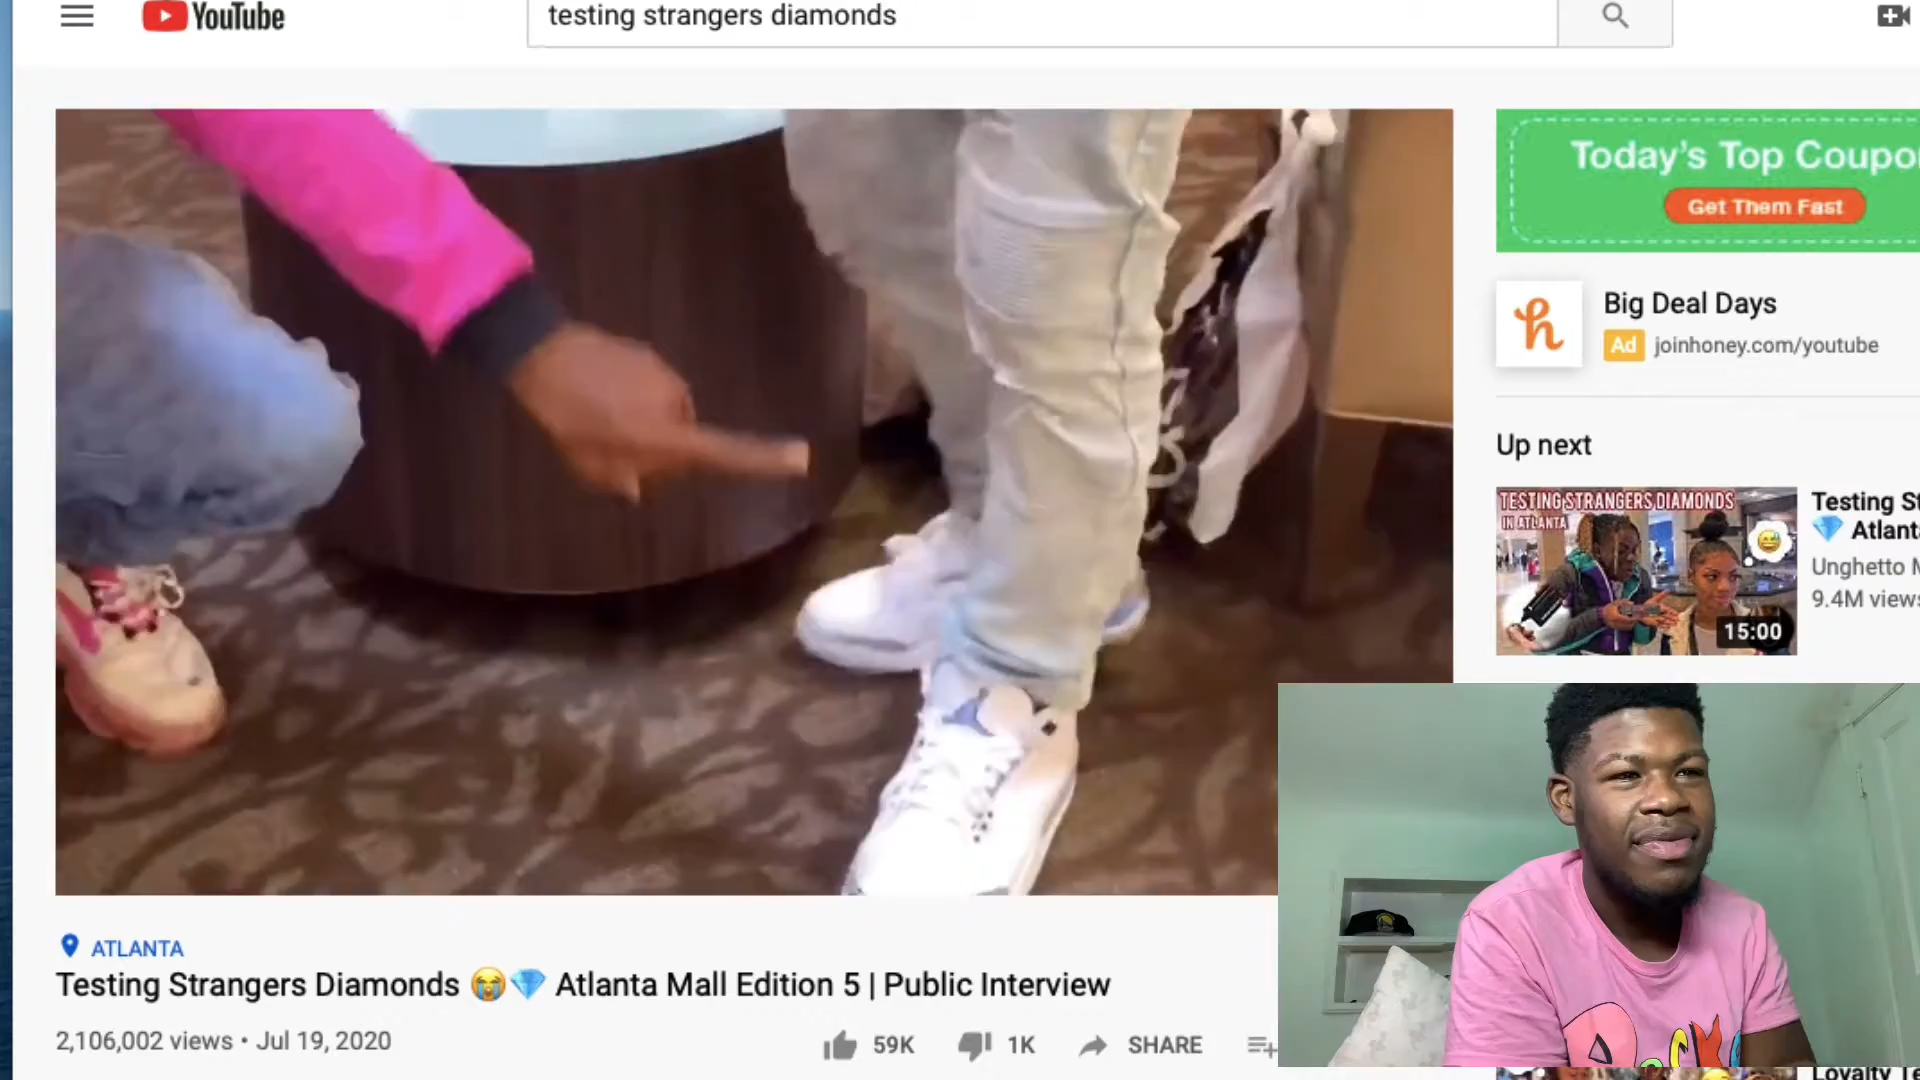 YouTube
testing strangers diamonds
Today's Top Coupo
Get Them Fast
Big Deal Days
Ad joinhoney.com/youtube
Up next
TESTING STRANGERS DIAMONDS
IN ATLANTA
15:00
Testing St
💎 Atlant
Unghetto M
9.4M views
ATLANTA
Testing Strangers Diamonds 😭💎 Atlanta Mall Edition 5 | Public Interview
2,106,002 views • Jul 19, 2020
59K
1K
SHARE
Loyalty Te